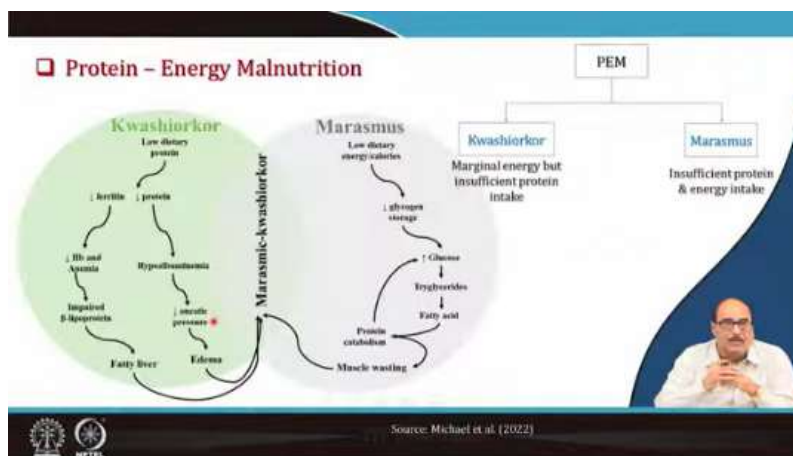 Protein – Energy Malnutrition
PEM
Kwashiorkor
Marginal energy but
insufficient protein
intake
Marasmus
Insufficient protein
& energy intake
Kwashiorkor
Low dietary
protein
↓ ferritin
↓ protein
↓ Hb and
Anemia
Impaired
β-lipoprotein
Fatty liver
↓ oncotic
pressure
Edema
Marasmic-kwashiorkor
Marasmus
Low dietary
energy/calories
↓ glycogen
storage
↑ Glucose
Tryglycerides
Fatty acid
Protein
catabolism
Muscle wasting
Source: Michael et al. (2022)
NPTEL